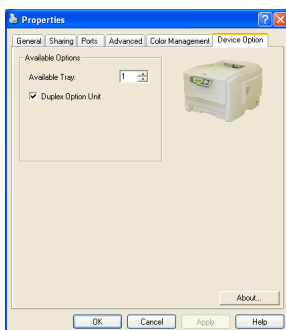 Properties
General Sharing Ports Advanced Color Management Device Option
Available Options
Available Tray: 1
Duplex Option Unit
About...
OK Cancel Apply Help